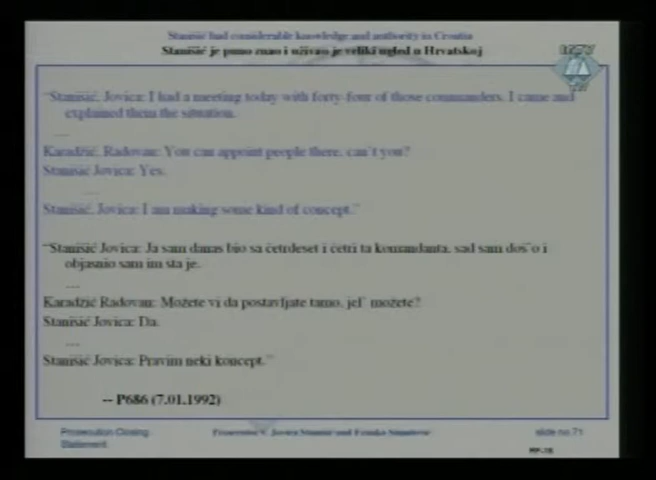 Stanišić had considerable knowledge and authority in Croatia
Stanišić je puno znao i uživao je veliki ugled u Hrvatskoj
"Stanišić, Jovica: I had a meeting today with forty-four of those commanders. I came and
explained them the situation.
....
Karadžić, Radovan: You can appoint people there, can't you?
Stanišić Jovica: Yes.
....
Stanišić, Jovica: I am making some kind of concept."
"Stanišić Jovica: Ja sam danas bio sa četrdeset i četri ta komandanta, sad sam doš'o i
objasnio sam im sta je.
....
Karadžić Radovan: Možete vi da postavljate tamo, jel' možete?
Stanišić Jovica: Da.
....
Stanišić Jovica: Pravim neki koncept."
-- P686 (7.01.1992)
Prosecution Closing
Statement
Prosecutor V. Jovica Stanišić and Franko Simatović
slide no.71